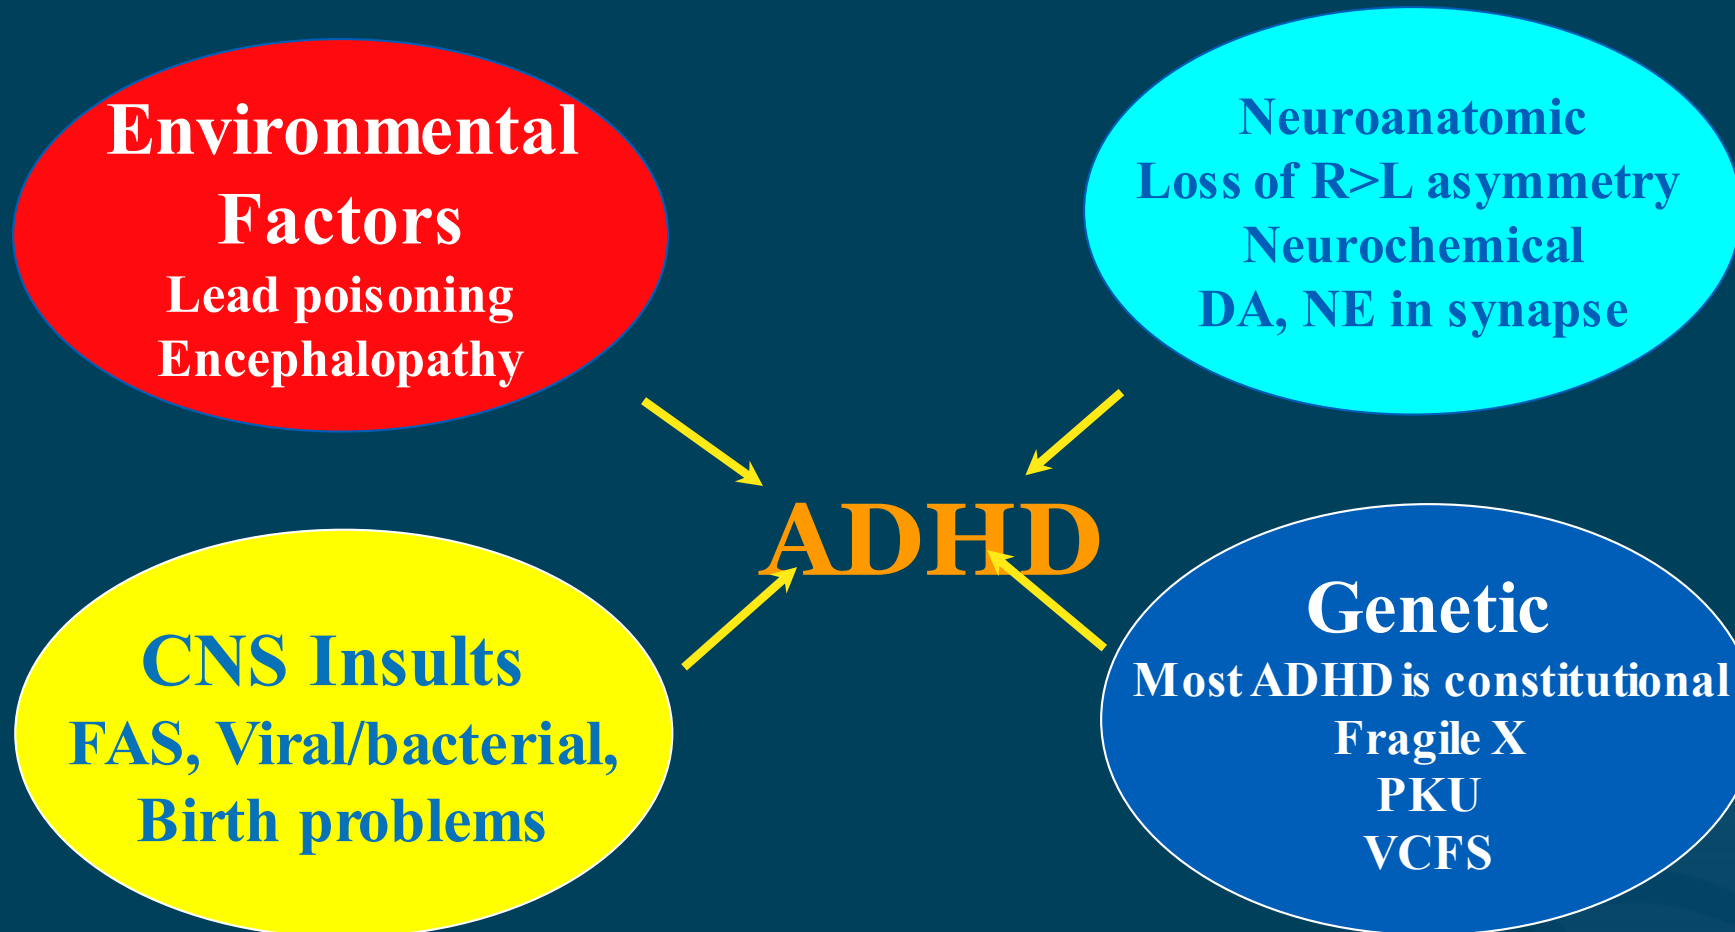 Environmental
Factors
Lead poisoning
Encephalopathy
Neuroanatomic
Loss of R>L asymmetry
Neurochemical
DA, NE in synapse
ADHD
CNS Insults
FAS, Viral/bacterial,
Birth problems
Genetic
Most ADHD is constitutional
Fragile X
PKU
VCFS